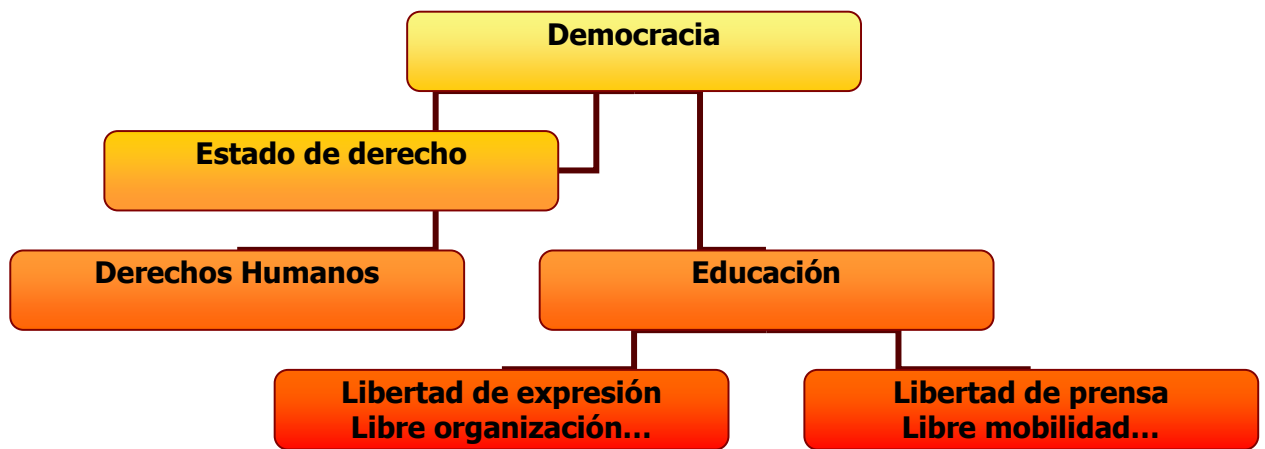 Democracia
Estado de derecho
Derechos Humanos
Educación
Libertad de expresión
Libre organización...
Libertad de prensa
Libre mobilidad...